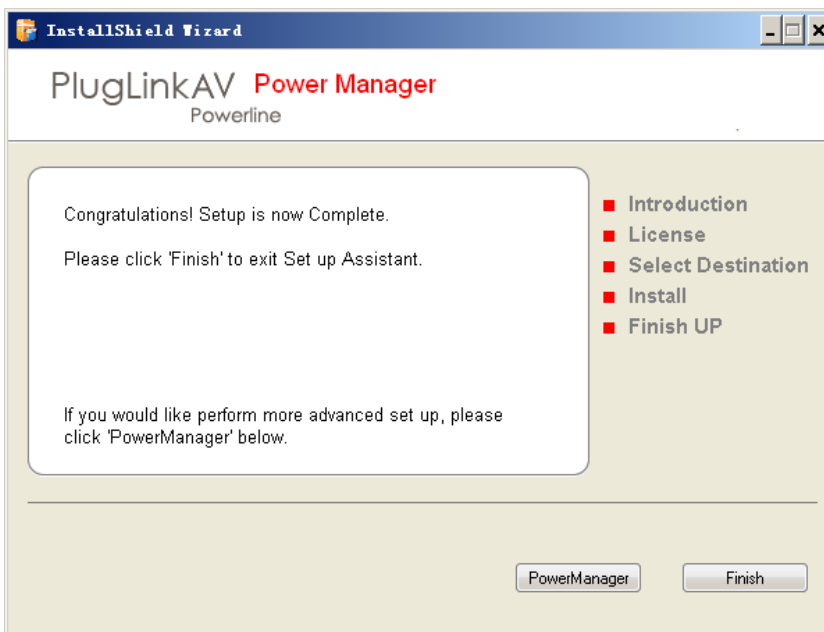 InstallShield Wizard
PlugLinkAV Power Manager
Powerline
Congratulations! Setup is now Complete.
Please click 'Finish' to exit Set up Assistant.
If you would like perform more advanced set up, please
click 'PowerManager' below.
Introduction
License
Select Destination
Install
Finish UP
PowerManager
Finish